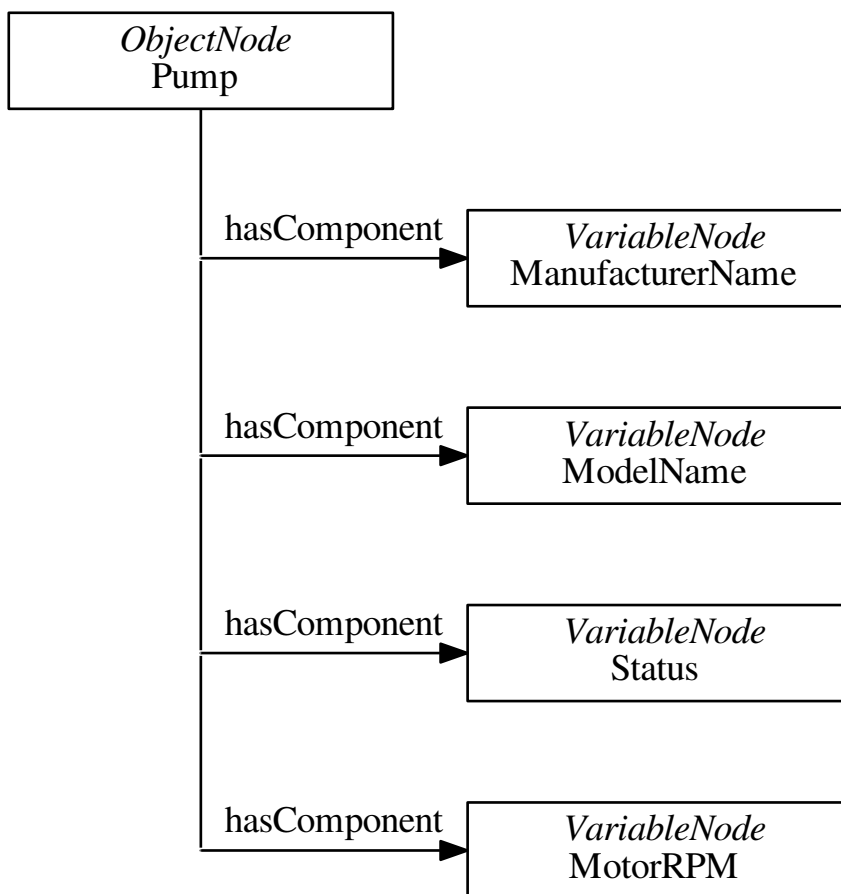 ObjectNode
Pump
hasComponent
VariableNode
ManufacturerName
hasComponent
VariableNode
ModelName
hasComponent
VariableNode
Status
hasComponent
VariableNode
MotorRPM